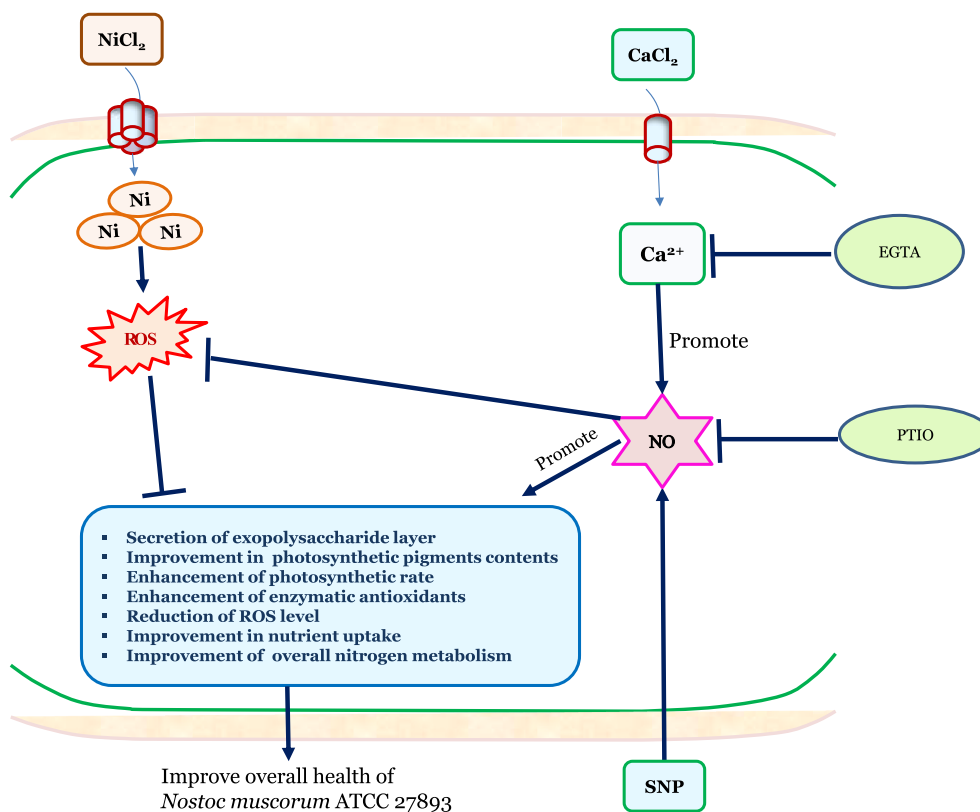 NiCl₂
CaCl₂
Ni
Ni
Ni
Ca²⁺
EGTA
ROS
Promote
NO
PTIO
Promote
▪ Secretion of exopolysaccharide layer
▪ Improvement in photosynthetic pigments contents
▪ Enhancement of photosynthetic rate
▪ Enhancement of enzymatic antioxidants
▪ Reduction of ROS level
▪ Improvement in nutrient uptake
▪ Improvement of overall nitrogen metabolism
Improve overall health of
Nostoc muscorum ATCC 27893
SNP